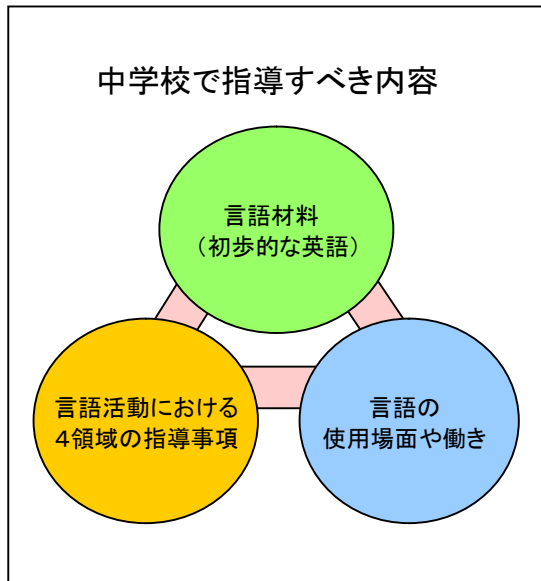 中学校で指導すべき内容
言語材料
（初歩的な英語）
言語活動における
４領域の指導事項
言語の
使用場面や働き